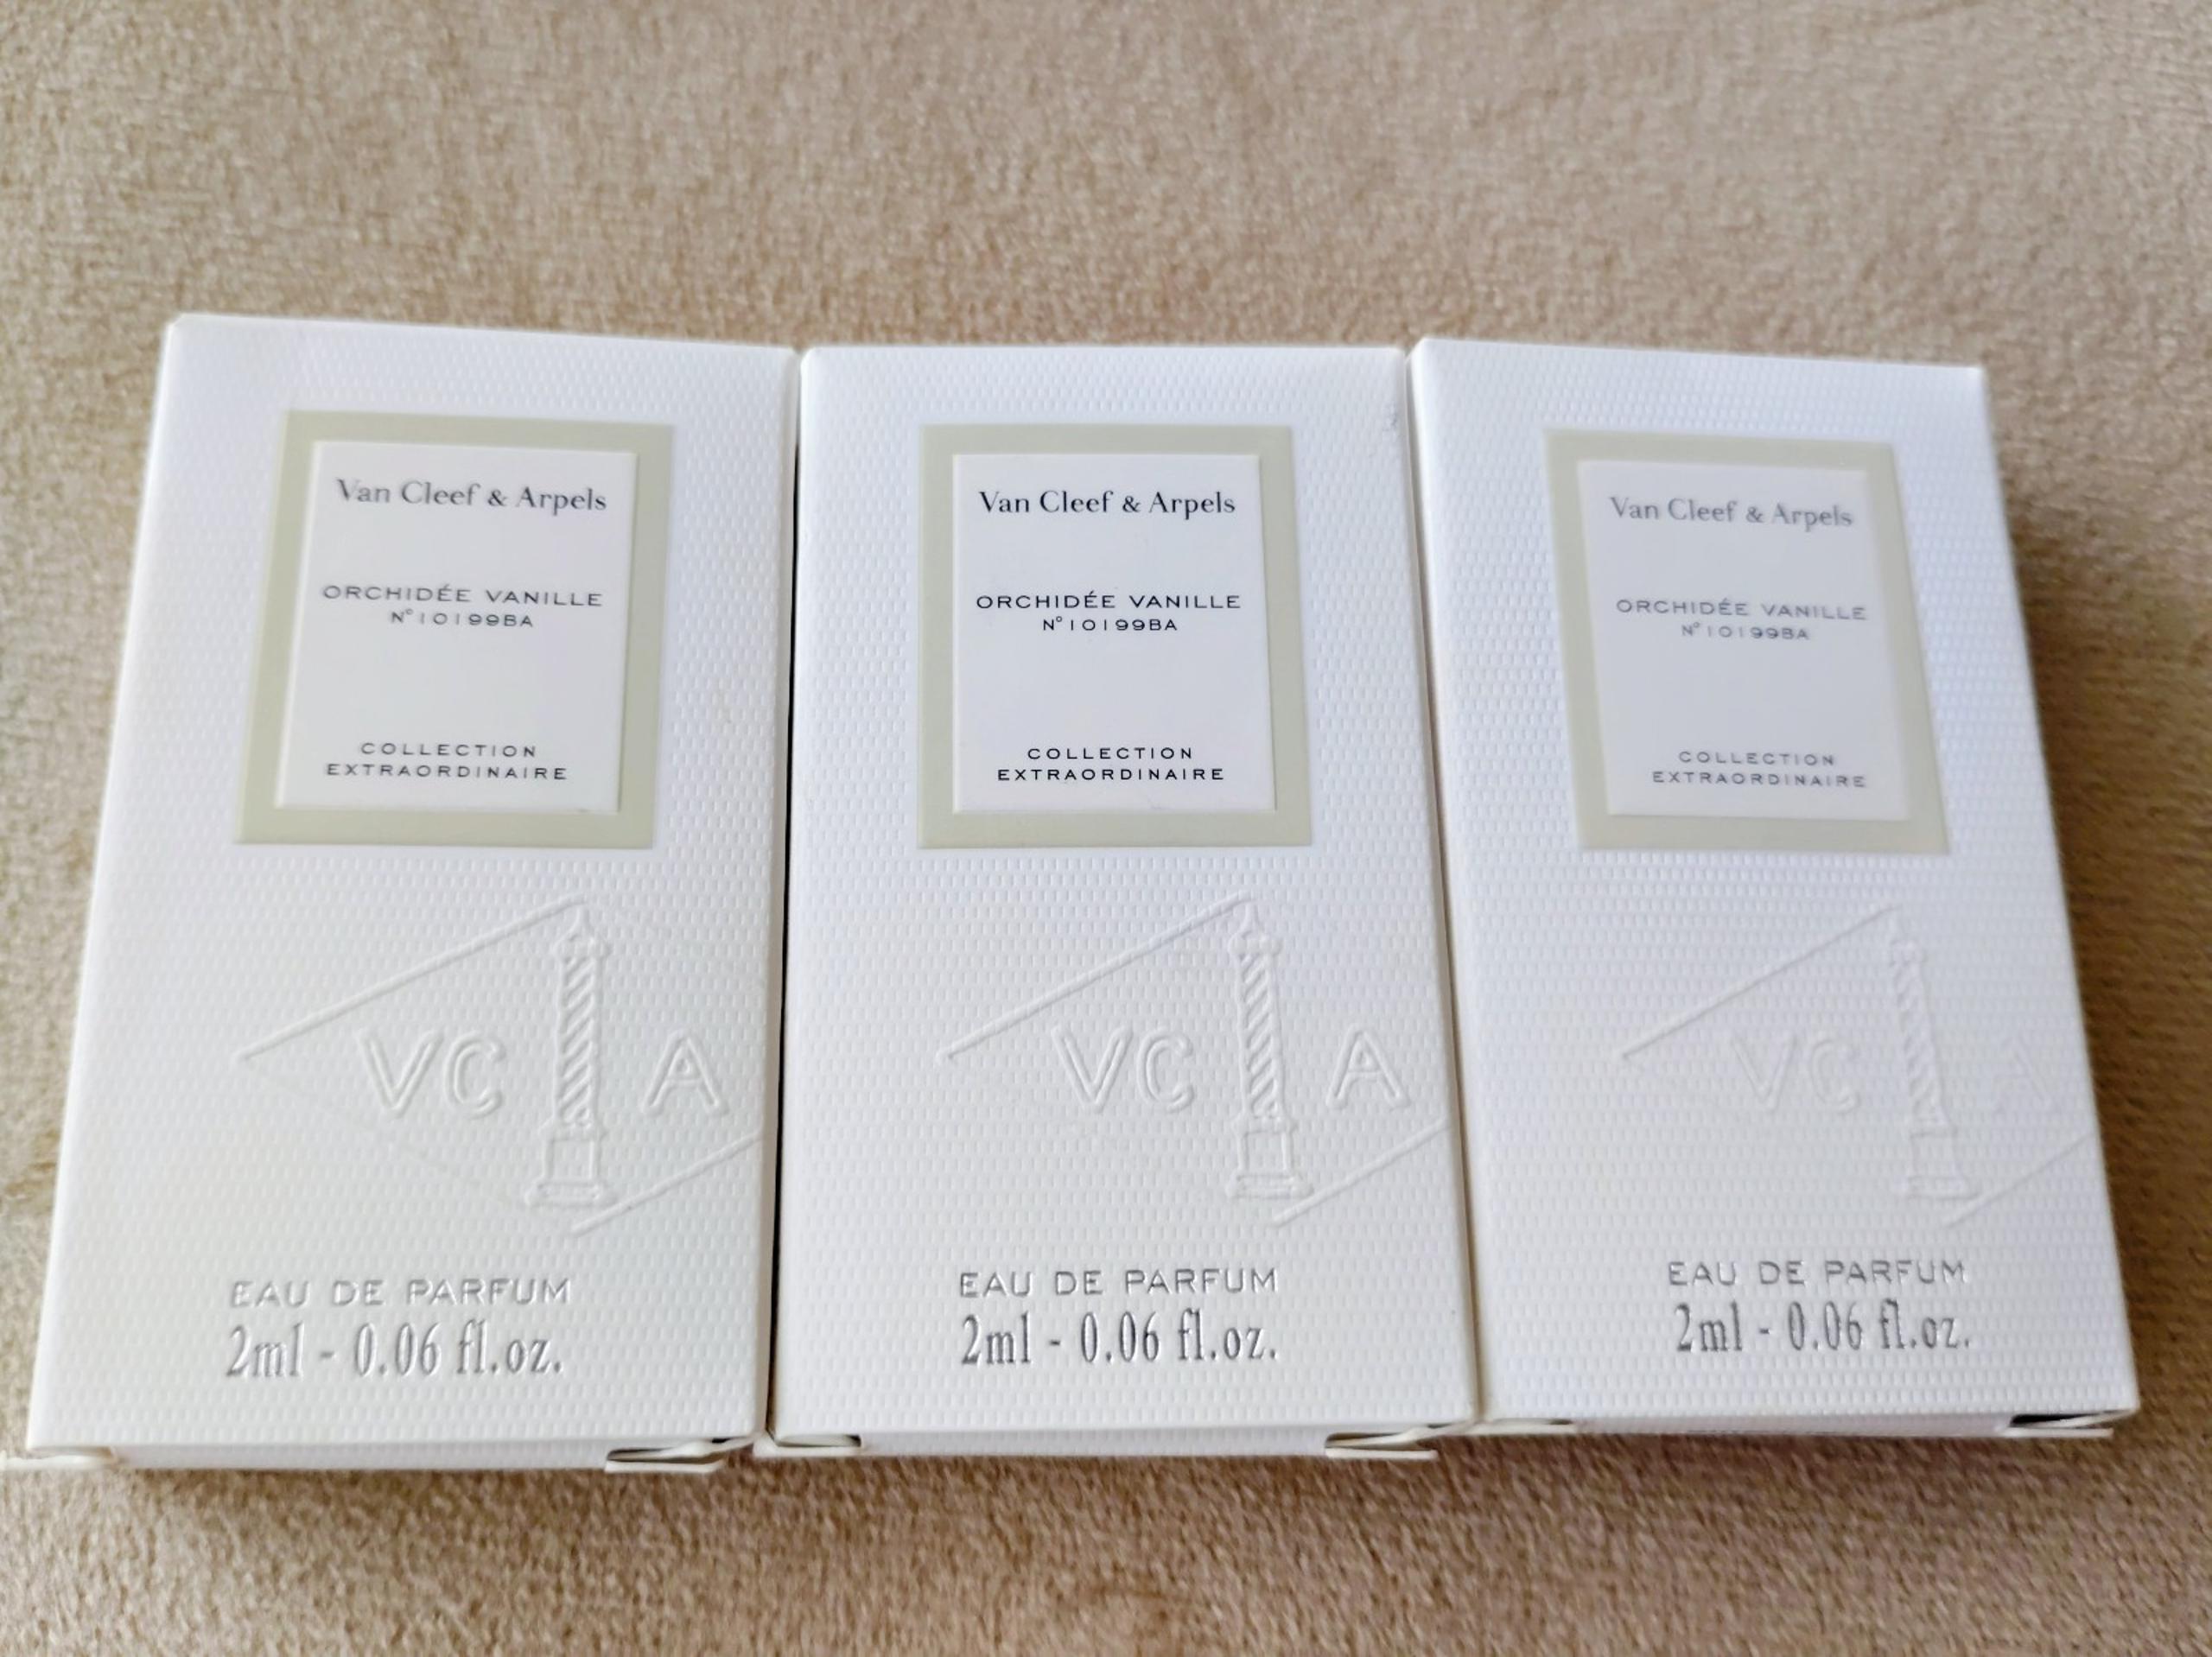 Van Cleef & Arpels
ORCHIDÉE VANILLE
N°10199BA
COLLECTION
EXTRAORDINAIRE
VC A
EAU DE PARFUM
2ml - 0.06 fl.oz.
Van Cleef & Arpels
ORCHIDÉE VANILLE
N°10199BA
COLLECTION
EXTRAORDINAIRE
VC A
EAU DE PARFUM
2ml - 0.06 fl.oz.
Van Cleef & Arpels
ORCHIDÉE VANILLE
N°10199BA
COLLECTION
EXTRAORDINAIRE
VC A
EAU DE PARFUM
2ml - 0.06 fl.oz.